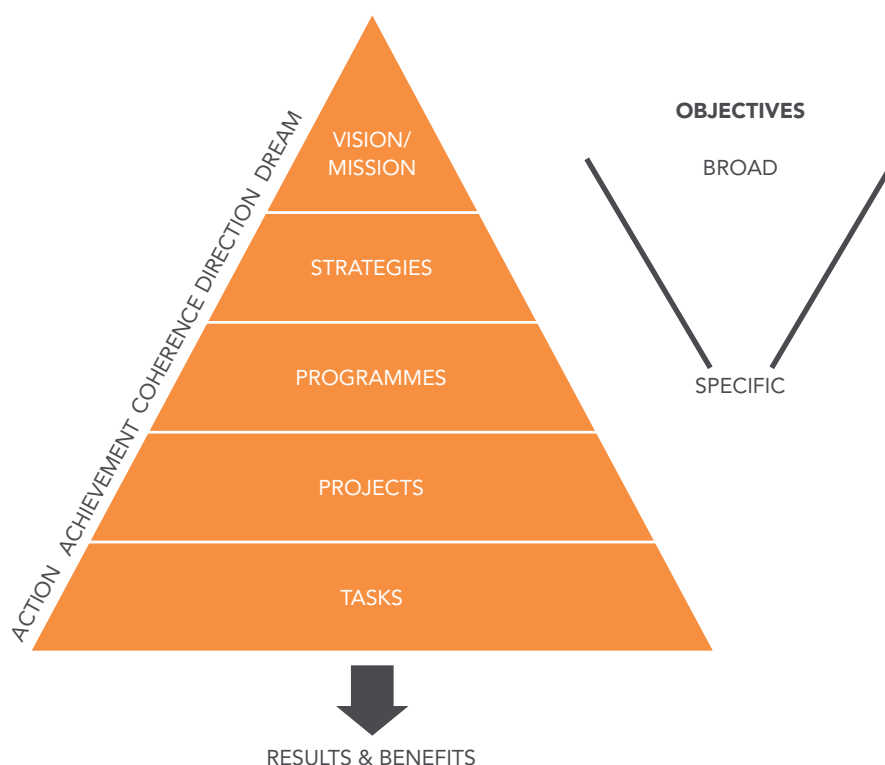 VISION/
MISSION
STRATEGIES
PROGRAMMES
PROJECTS
TASKS
ACTION ACHIEVEMENT COHERENCE DIRECTION DREAM
RESULTS & BENEFITS
OBJECTIVES
BROAD
SPECIFIC